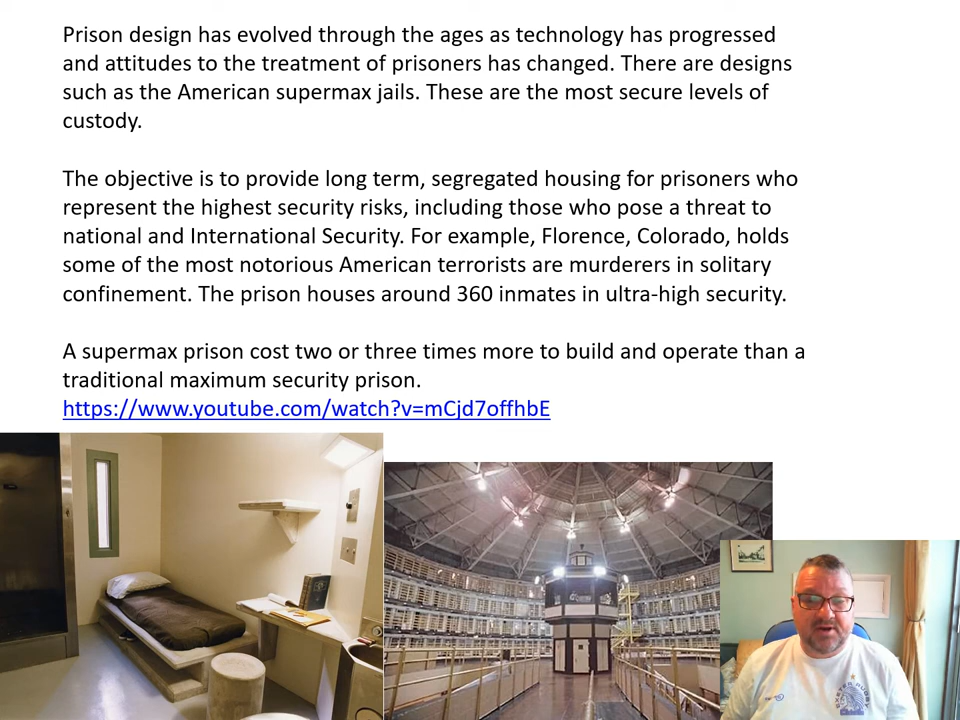 Prison design has evolved through the ages as technology has progressed
and attitudes to the treatment of prisoners has changed. There are designs
such as the American supermax jails. These are the most secure levels of
custody.
The objective is to provide long term, segregated housing for prisoners who
represent the highest security risks, including those who pose a threat to
national and International Security. For example, Florence, Colorado, holds
some of the most notorious American terrorists are murderers in solitary
confinement. The prison houses around 360 inmates in ultra-high security.
A supermax prison cost two or three times more to build and operate than a
traditional maximum security prison.
https://www.youtube.com/watch?v=mCjd7offhbE
EXETER RUGBY